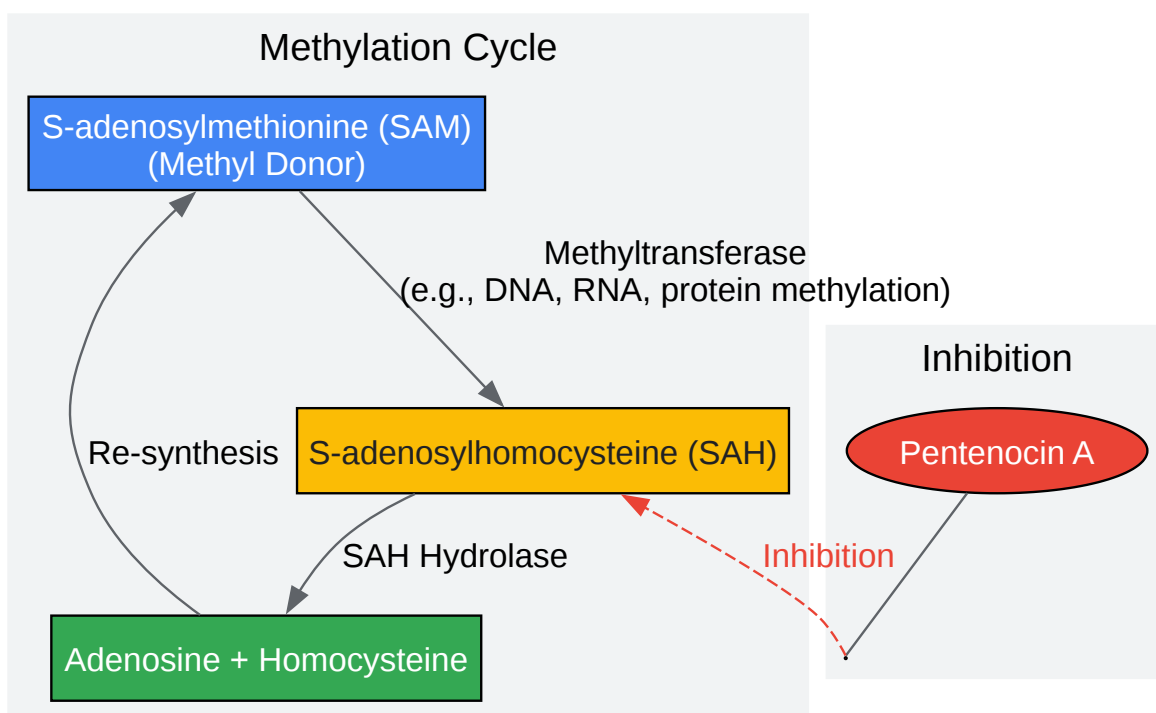 Methylation Cycle
S-adenosylmethionine (SAM)
(Methyl Donor)
Methyltransferase
(e.g., DNA, RNA, protein methylation)
Inhibition
Re-synthesis
S-adenosylhomocysteine (SAH)
Pentenocin A
SAH Hydrolase
Inhibition
Adenosine + Homocysteine